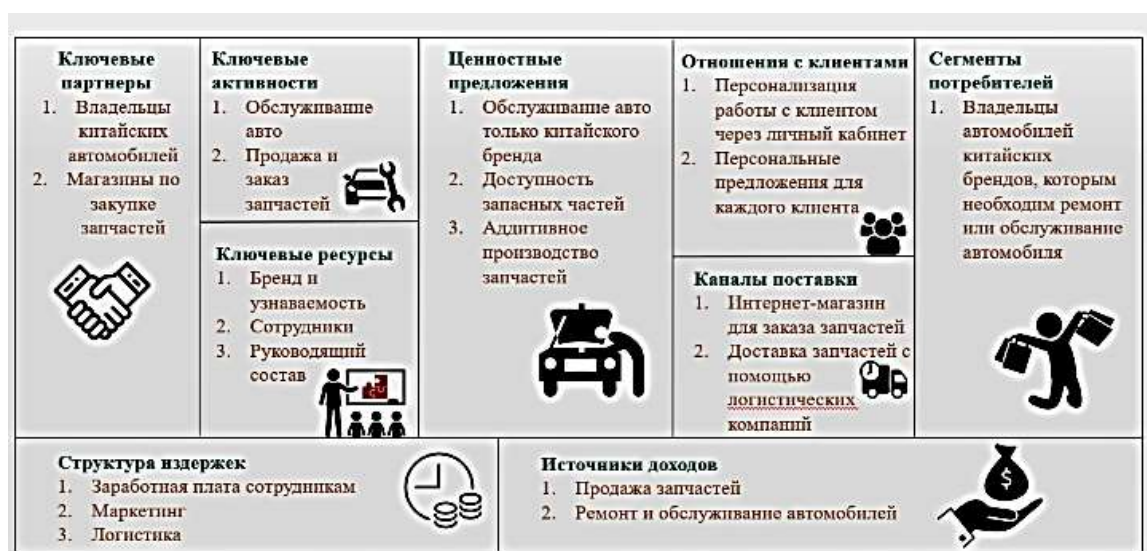 Ключевые
партнеры
1. Владельцы
китайских
автомобилей
2. Магазины по
закупке
запчастей
Ключевые
активности
1. Обслуживание
авто
2. Продажа и
заказ
запчастей
Ключевые ресурсы
1. Бренд и
узнаваемость
2. Сотрудники
3. Руководящий
состав
Ценностные
предложения
1. Обслуживание авто
только китайского
бренда
2. Доступность
запасных частей
3. Аддитивное
производство
запчастей
Отношения с клиентами
1. Персонализация
работы с клиентом
через личный кабинет
2. Персональные
предложения для
каждого клиента
Каналы поставки
1. Интернет-магазин
для заказа запчастей
2. Доставка запчастей с
помощью
логистических
компаний
Сегменты
потребителей
1. Владельцы
автомобилей
китайских
брендов, которым
необходим ремонт
или обслуживание
автомобиля
Структура издержек
1. Заработная плата сотрудникам
2. Маркетинг
3. Логистика
Источники доходов
1. Продажа запчастей
2. Ремонт и обслуживание автомобилей
$